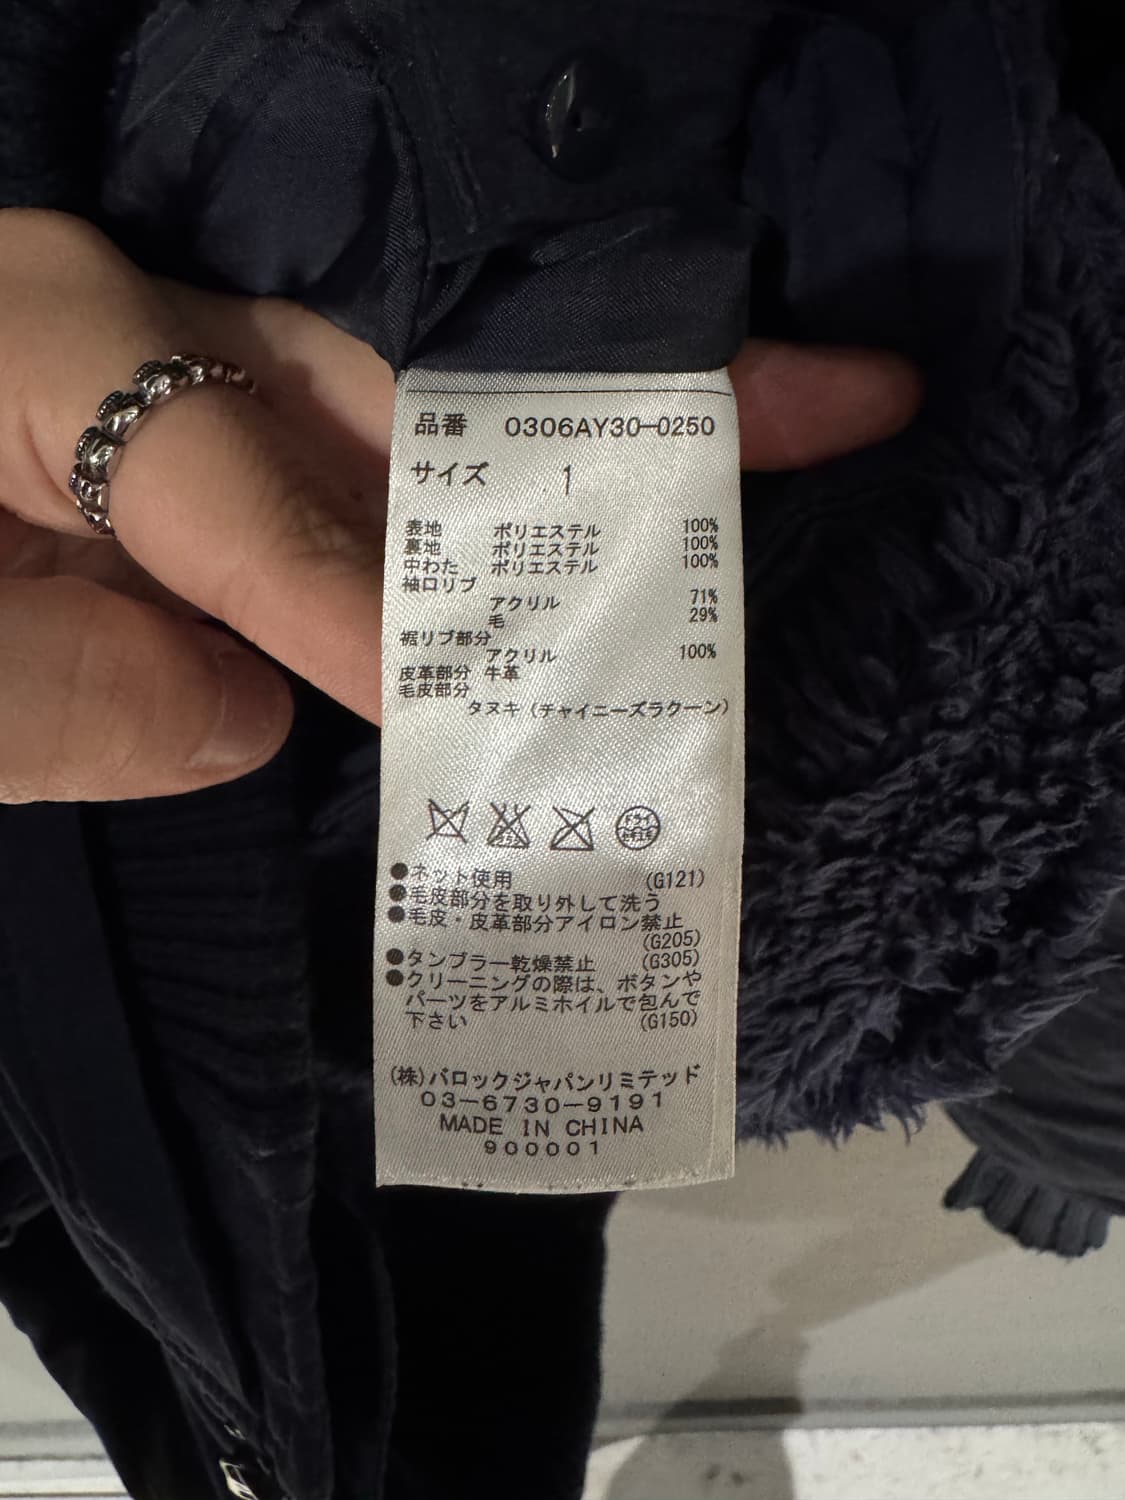 品番 0306AY30-0250
サイズ 1
表地 ポリエステル 100%
裏地 ポリエステル 100%
中わた ポリエステル 100%
袖口リブ
アクリル 71%
毛 29%
裾リブ部分
アクリル 100%
皮革部分 牛革
毛皮部分
タヌキ(チャイニーズラクーン)
●ネット使用 (G121)
●毛皮部分を取り外して洗う
●毛皮・皮革部分アイロン禁止
(G205)
●タンブラー乾燥禁止 (G305)
●クリーニングの際は、ボタンや
パーツをアルミホイルで包んで
下さい (G150)
(株)バロックジャパンリミテッド
03-6730-9191
MADE IN CHINA
900001